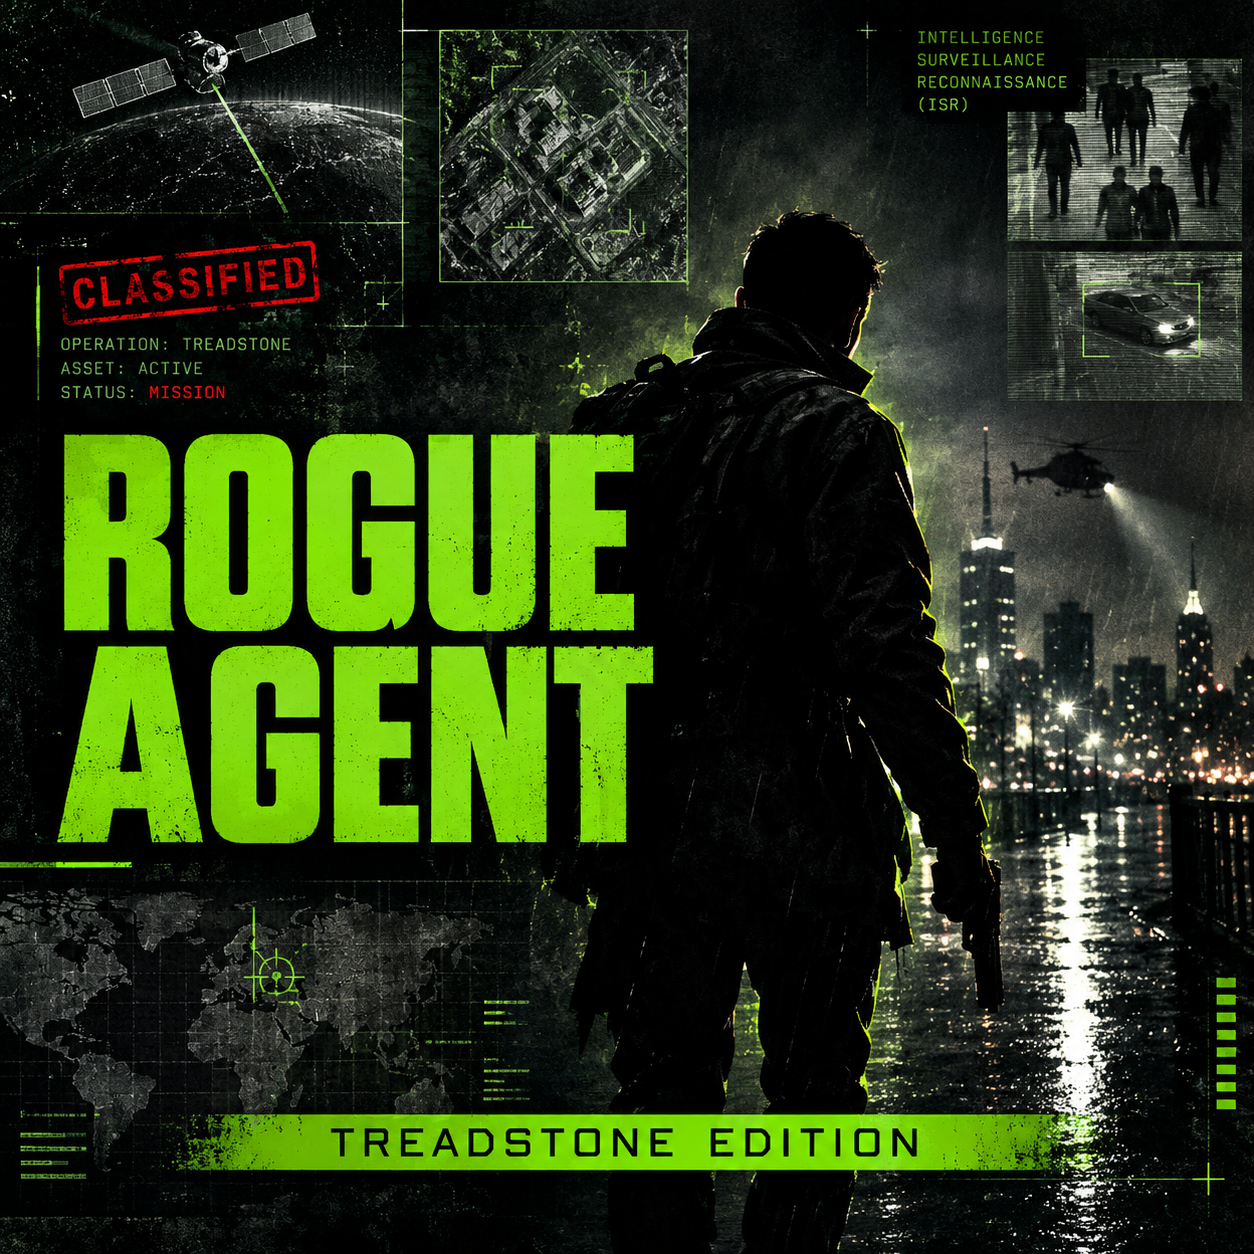 INTELLIGENCE
SURVEILLANCE
RECONNAISSANCE
(ISR)
CLASSIFIED
OPERATION: TREADSTONE
ASSET: ACTIVE
STATUS: MISSION
ROGUE
AGENT
TREADSTONE EDITION